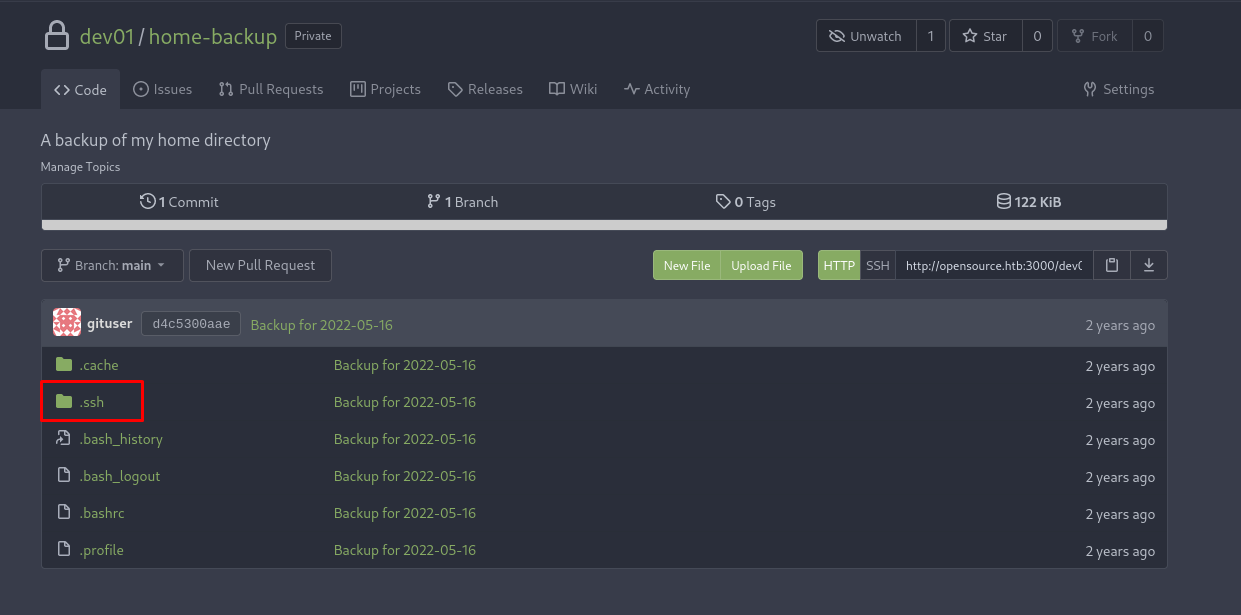 dev01 / home-backup Private Unwatch 1 Star 0 Fork 0
Code Issues Pull Requests Projects Releases Wiki Activity Settings
A backup of my home directory
Manage Topics
1 Commit 1 Branch 0 Tags 122 KiB
Branch: main New Pull Request New File Upload File HTTP SSH http://opensource.htb:3000/dev0
gituser d4c5300aae Backup for 2022-05-16 2 years ago
.cache Backup for 2022-05-16 2 years ago
.ssh Backup for 2022-05-16 2 years ago
.bash_history Backup for 2022-05-16 2 years ago
.bash_logout Backup for 2022-05-16 2 years ago
.bashrc Backup for 2022-05-16 2 years ago
.profile Backup for 2022-05-16 2 years ago